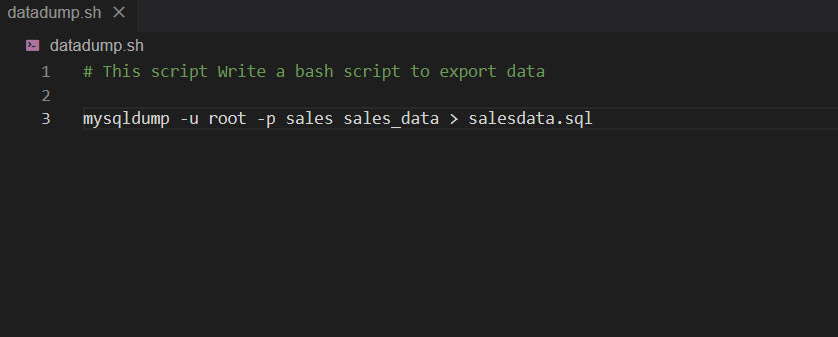 datadump.sh ×
datadump.sh
1 # This script Write a bash script to export data
2
3 mysqldump -u root -p sales sales_data > salesdata.sql